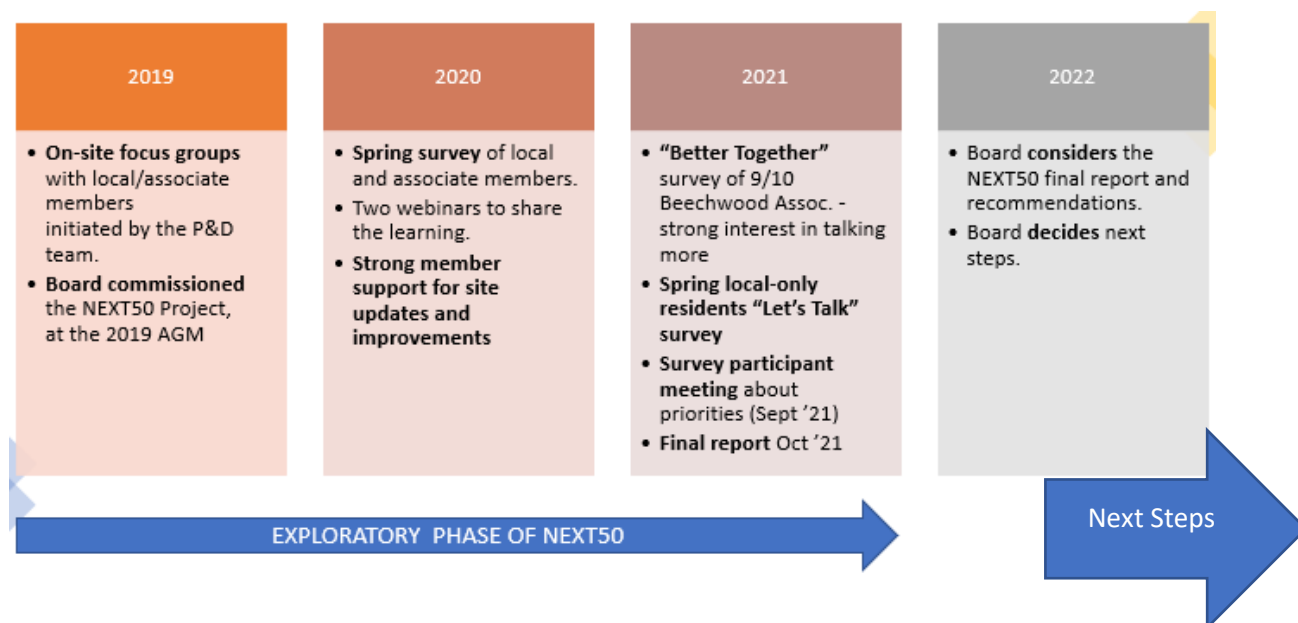 2019
• On-site focus groups
with local/associate
members
initiated by the P&D
team.
• Board commissioned
the NEXT50 Project,
at the 2019 AGM
2020
• Spring survey of local
and associate members.
• Two webinars to share
the learning.
• Strong member
support for site
updates and
improvements
2021
• “Better Together”
survey of 9/10
Beechwood Assoc. -
strong interest in talking
more
• Spring local-only
residents “Let’s Talk”
survey
• Survey participant
meeting about
priorities (Sept ’21)
• Final report Oct ’21
2022
• Board considers the
NEXT50 final report and
recommendations.
• Board decides next
steps.
EXPLORATORY PHASE OF NEXT50
Next Steps